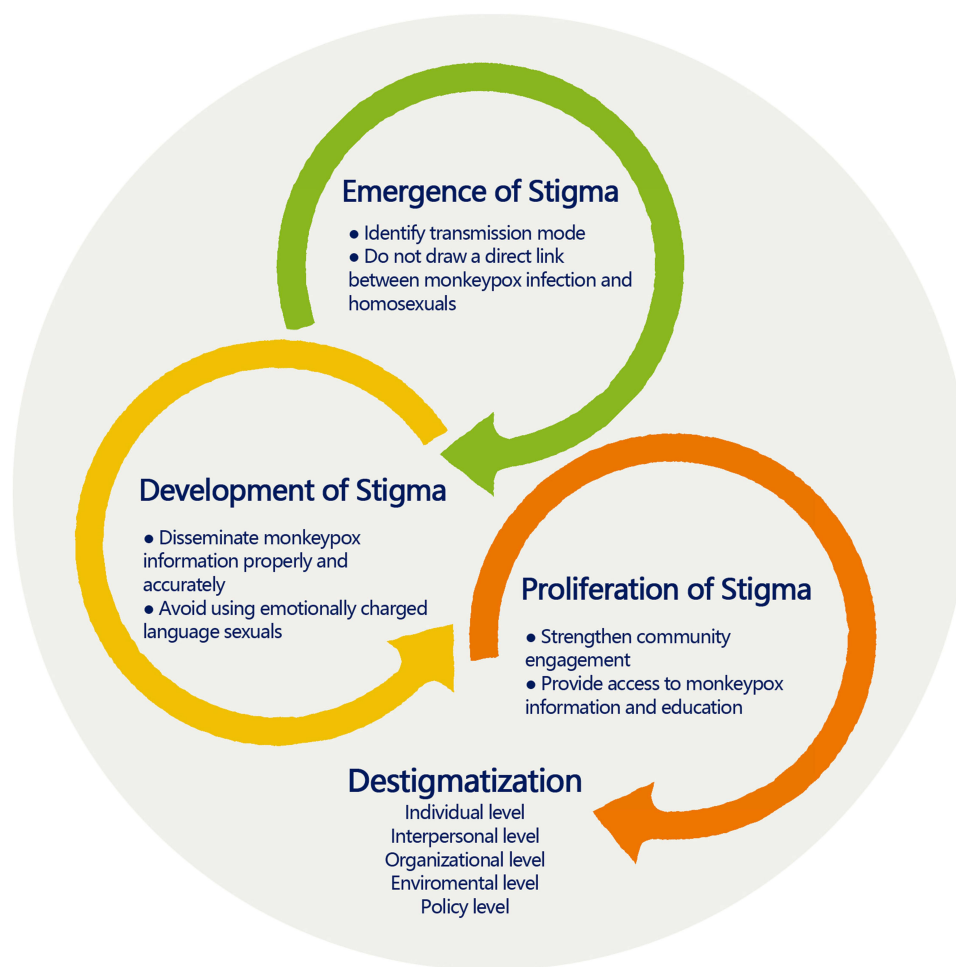 Emergence of Stigma
● Identify transmission mode
● Do not draw a direct link
between monkeypox infection and
homosexuals
Development of Stigma
● Disseminate monkeypox
information properly and
accurately
● Avoid using emotionally charged
language sexuals
Proliferation of Stigma
● Strengthen community
engagement
● Provide access to monkeypox
information and education
Destigmatization
Individual level
Interpersonal level
Organizational level
Enviromental level
Policy level